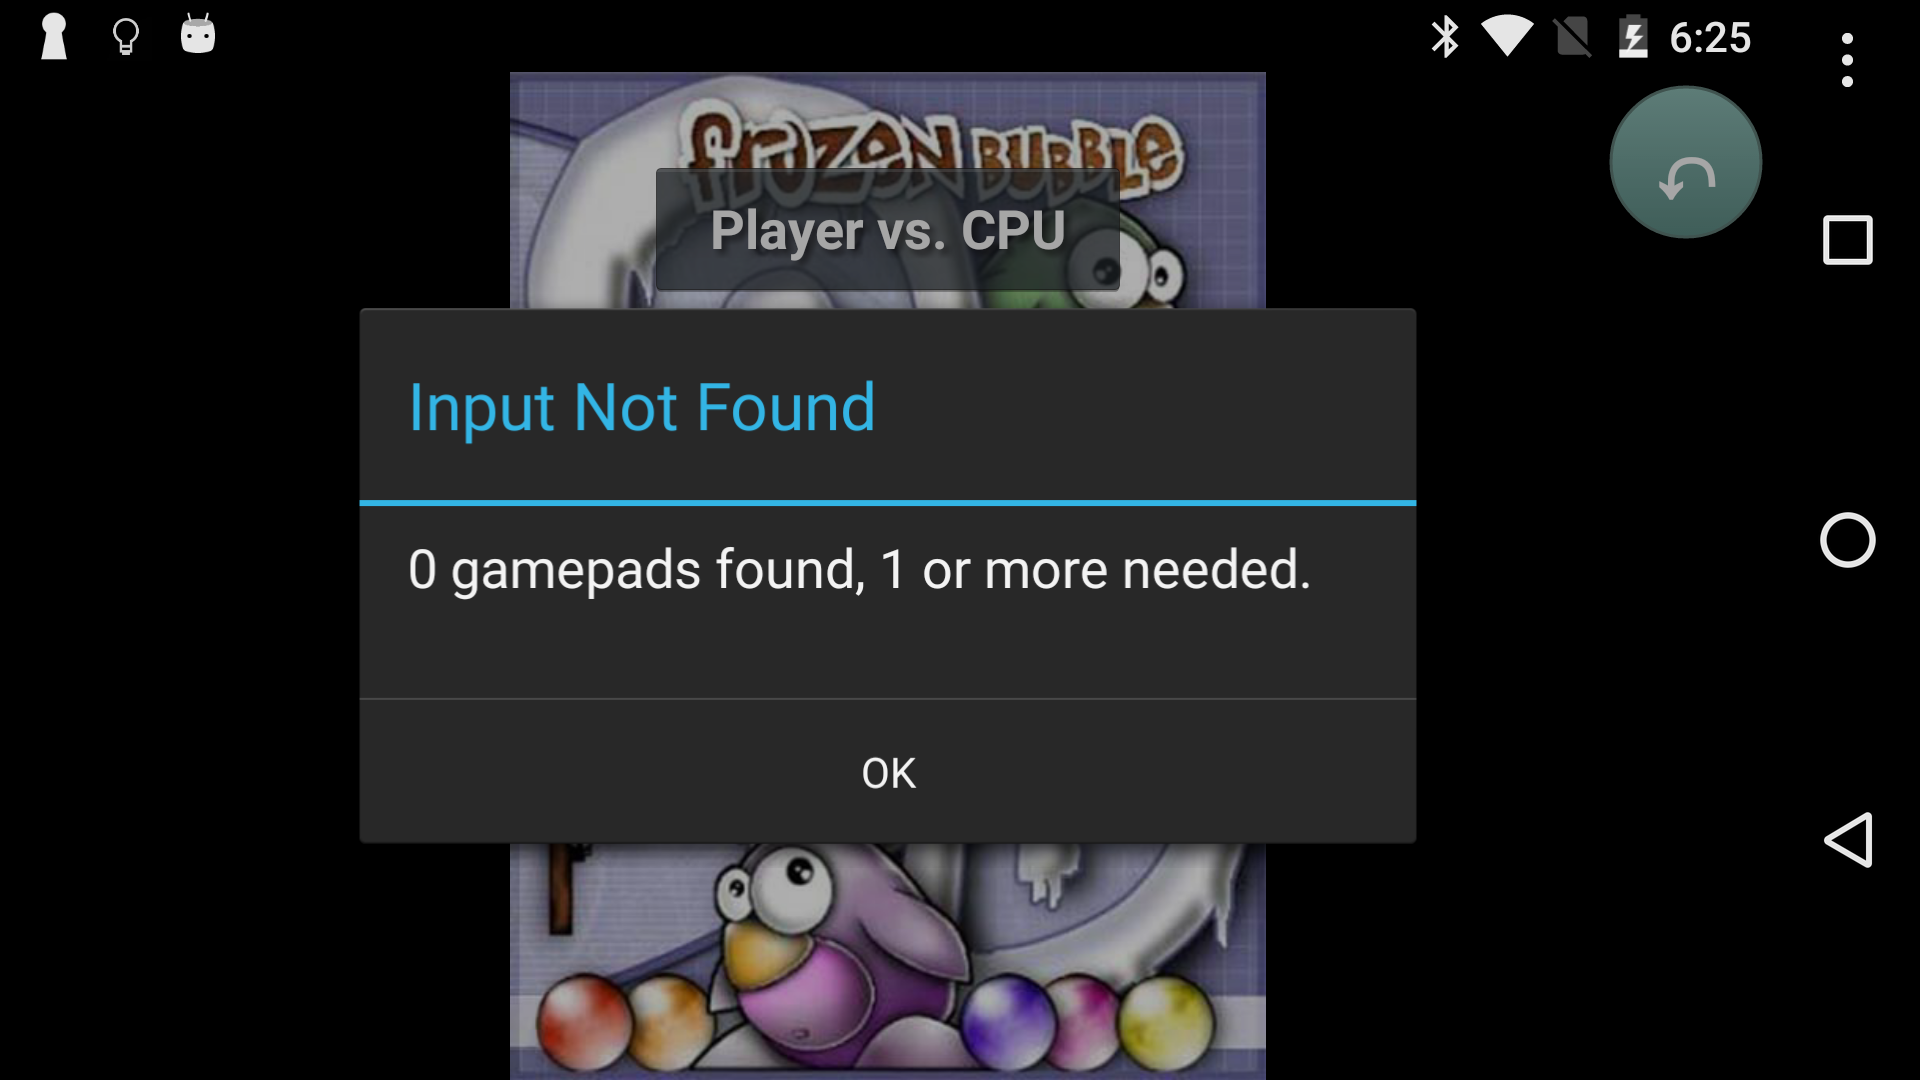 6:25
frozen bubble
Player vs. CPU
Input Not Found
0 gamepads found, 1 or more needed.
OK